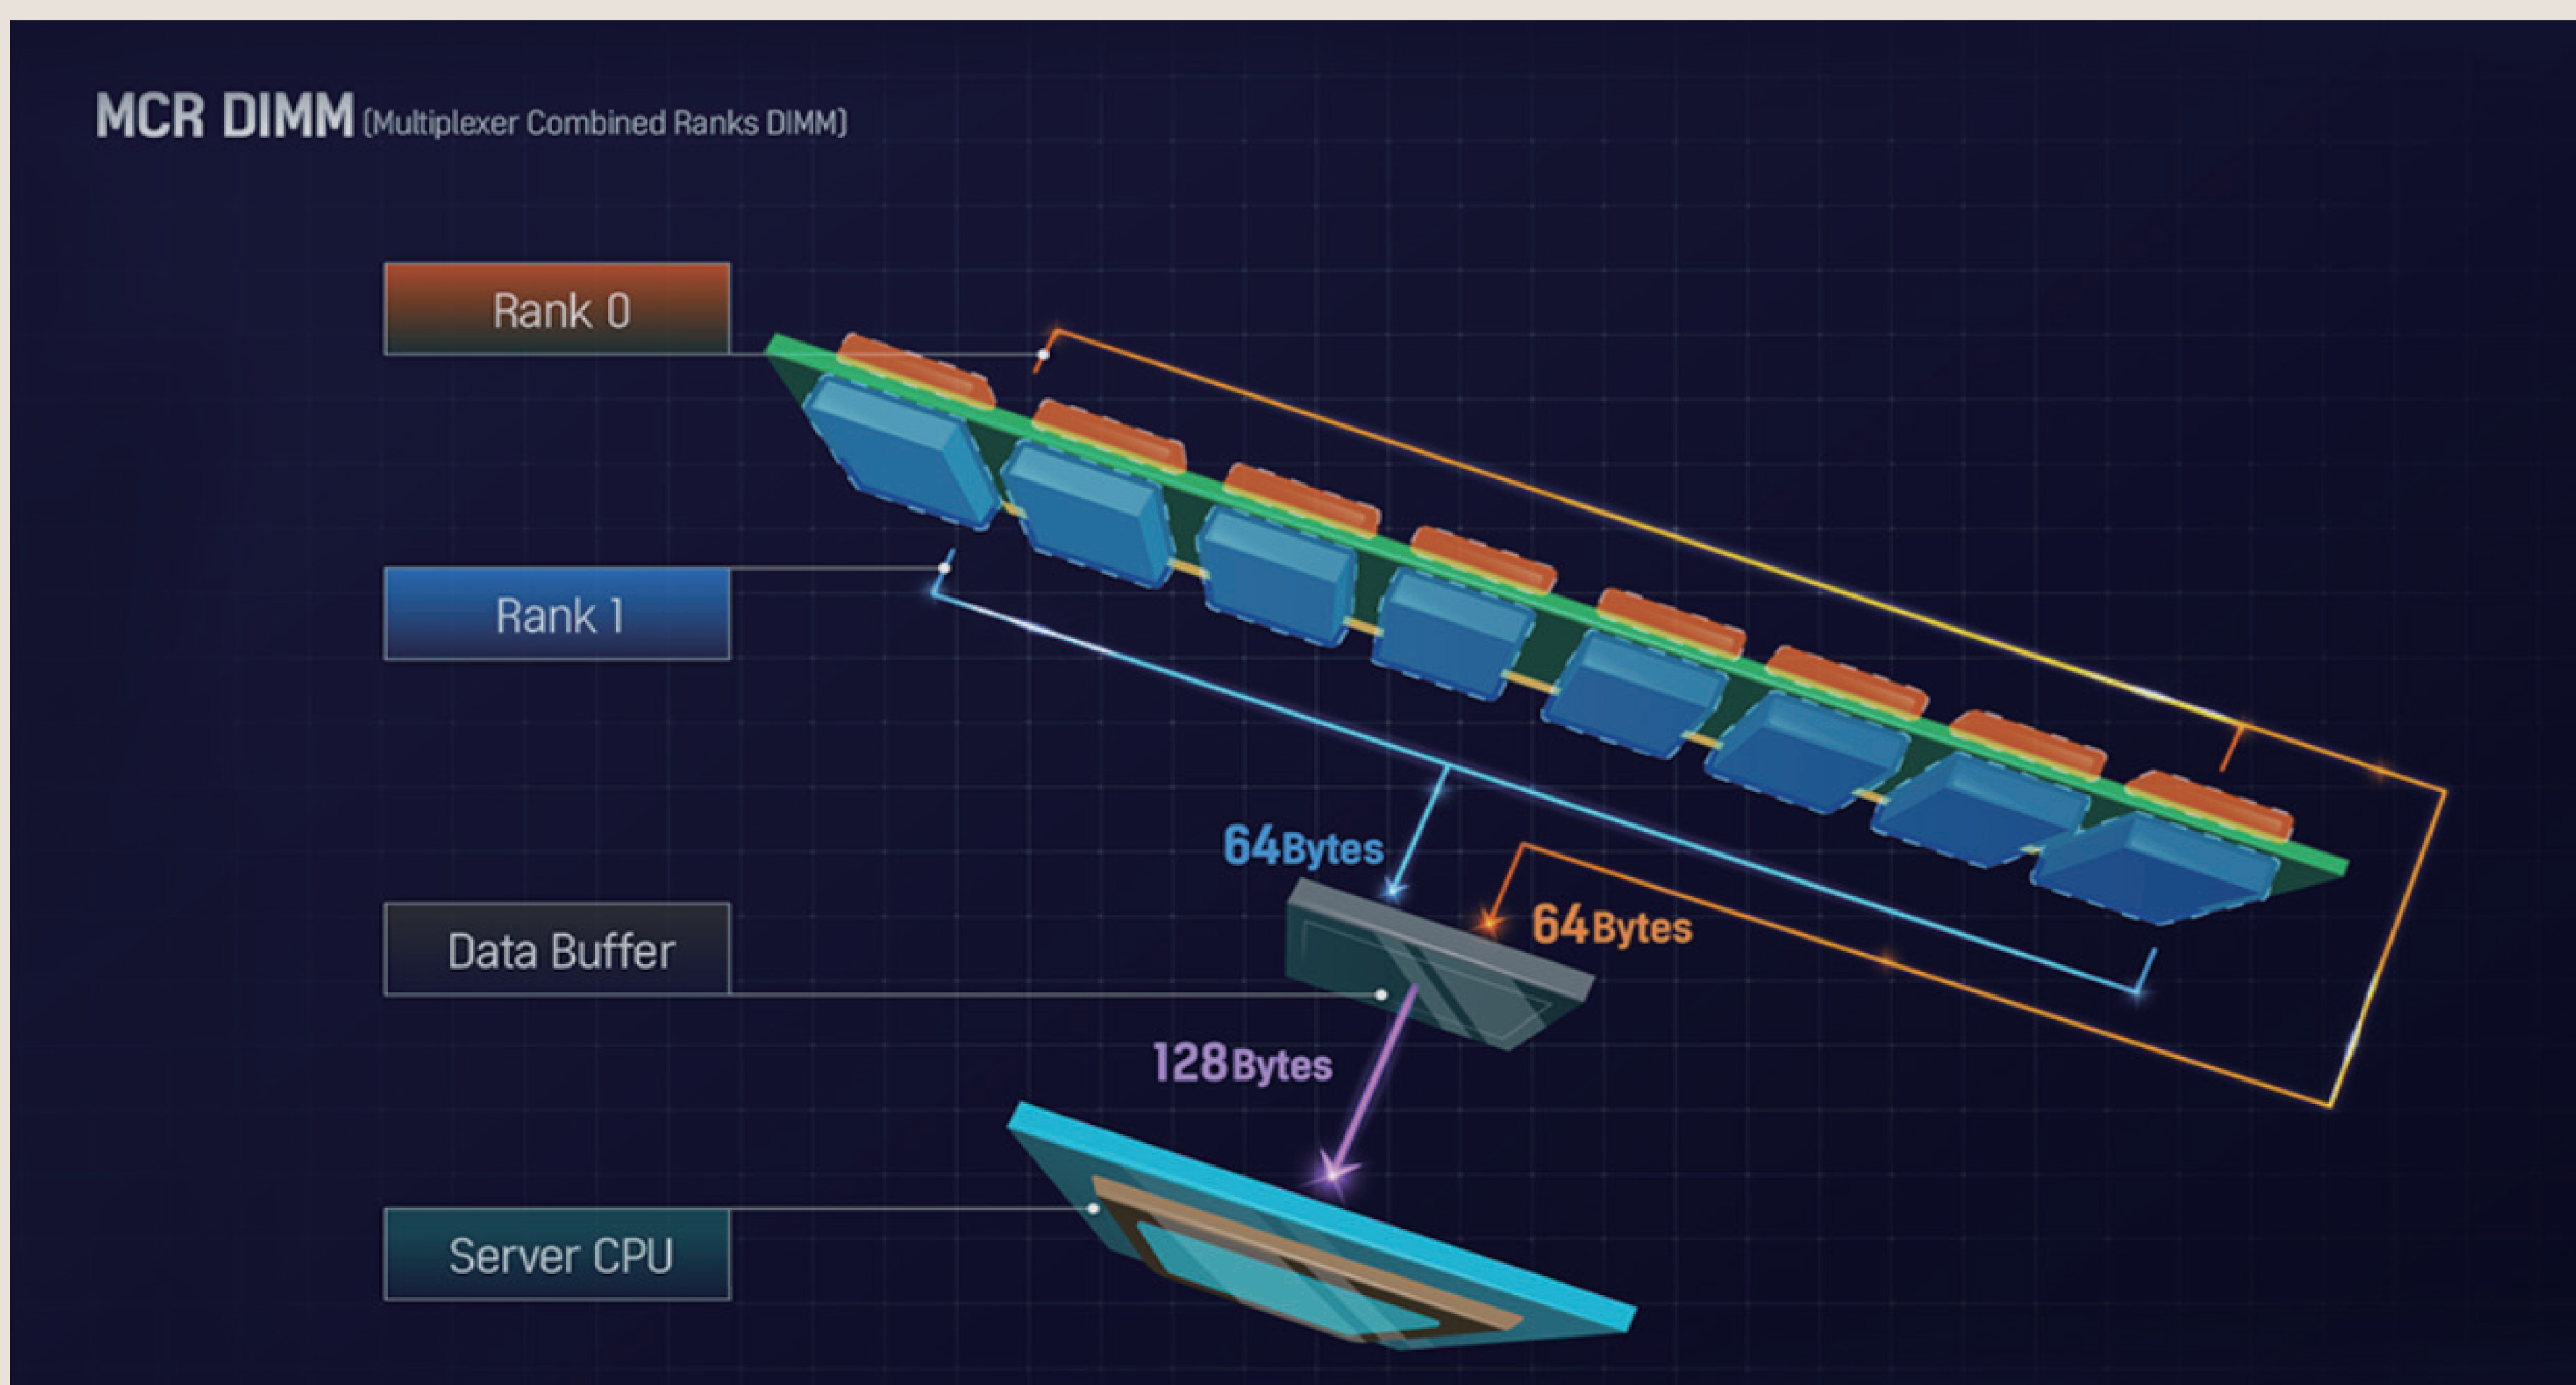 MCR DIMM (Multiplexer Combined Ranks DIMM)
Rank 0
Rank 1
64Bytes
64Bytes
Data Buffer
128Bytes
Server CPU